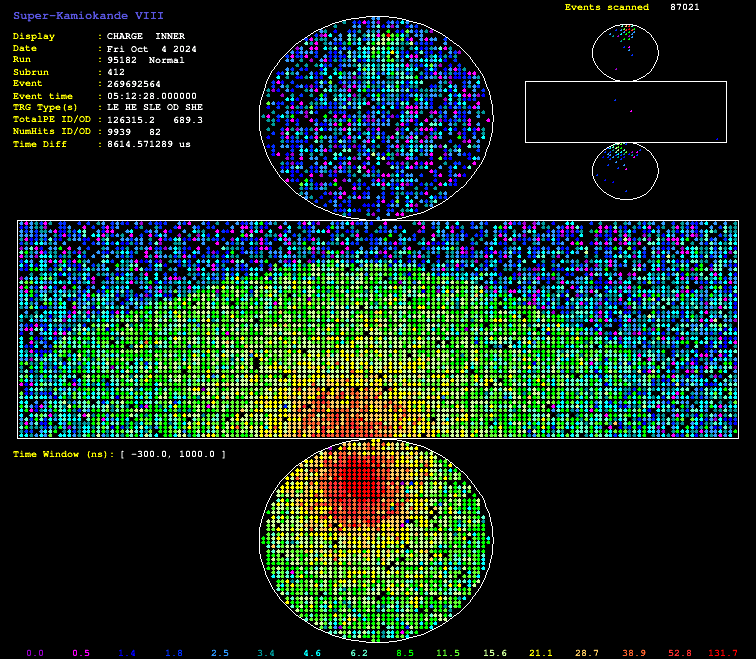 Super-Kamiokande VIII
Events scanned 87021
Display : CHARGE INNER
Date : Fri Oct 4 2024
Run : 95182 Normal
Subrun : 412
Event : 269692564
Event time : 05:12:28.000000
TRG Type(s) : LE HE SLE OD SHE
TotalPE ID/OD : 126315.2 689.3
NumHits ID/OD : 9939 82
Time Diff : 8614.571289 us
Time Window (ns): [ -300.0, 1000.0 ]
0.0 0.5 1.4 1.8 2.5 3.4 4.6 6.2 8.5 11.5 15.6 21.1 28.7 38.9 52.8 131.7